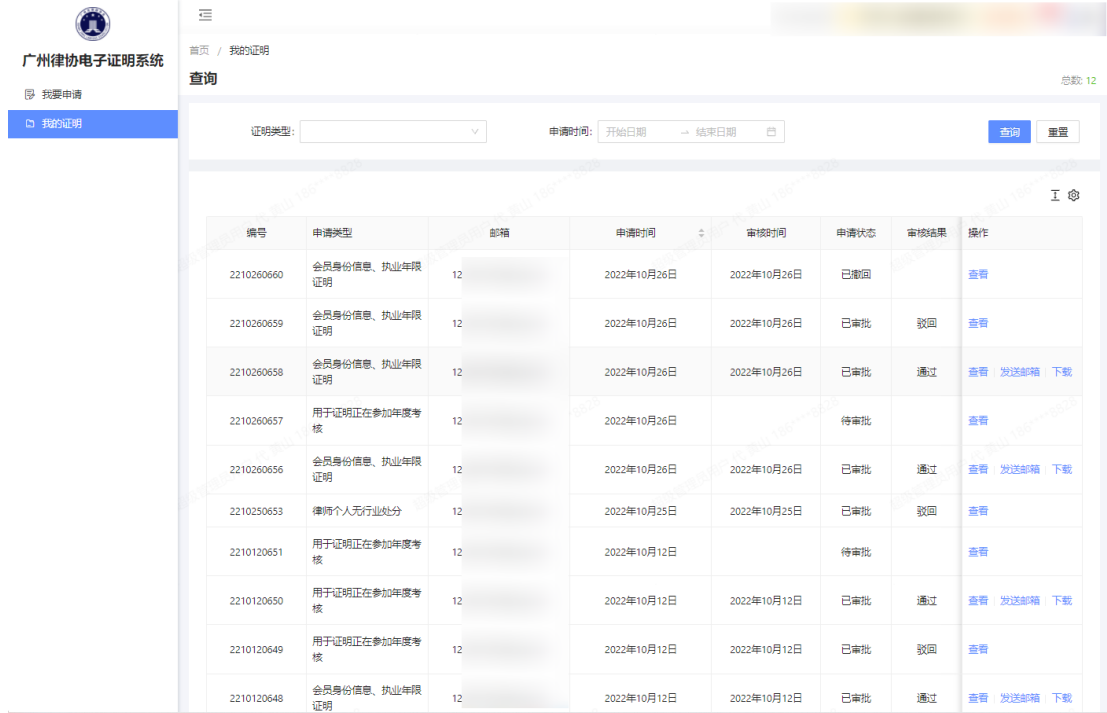 广州律协电子证明系统
我要申请
我的证明
首页 / 我的证明
查询
总数: 12
证明类型:
申请时间: 开始日期 → 结束日期
查询 重置
编号 申请类型 邮箱 申请时间 审核时间 申请状态 审核结果 操作
2210260660 会员身份信息、执业年限证明 12 2022年10月26日 2022年10月26日 已撤回 查看
2210260659 会员身份信息、执业年限证明 12 2022年10月26日 2022年10月26日 已审批 驳回 查看
2210260658 会员身份信息、执业年限证明 12 2022年10月26日 2022年10月26日 已审批 通过 查看 发送邮箱 下载
2210260657 用于证明正在参加年度考核 12 2022年10月26日 待审批 查看
2210260656 会员身份信息、执业年限证明 12 2022年10月26日 2022年10月26日 已审批 通过 查看 发送邮箱 下载
2210250653 律师个人无行业处分 12 2022年10月25日 2022年10月25日 已审批 驳回 查看
2210120651 用于证明正在参加年度考核 12 2022年10月12日 待审批 查看
2210120650 用于证明正在参加年度考核 12 2022年10月12日 2022年10月12日 已审批 通过 查看 发送邮箱 下载
2210120649 用于证明正在参加年度考核 12 2022年10月12日 2022年10月12日 已审批 驳回 查看
2210120648 会员身份信息、执业年限证明 12 2022年10月12日 2022年10月12日 已审批 通过 查看 发送邮箱 下载